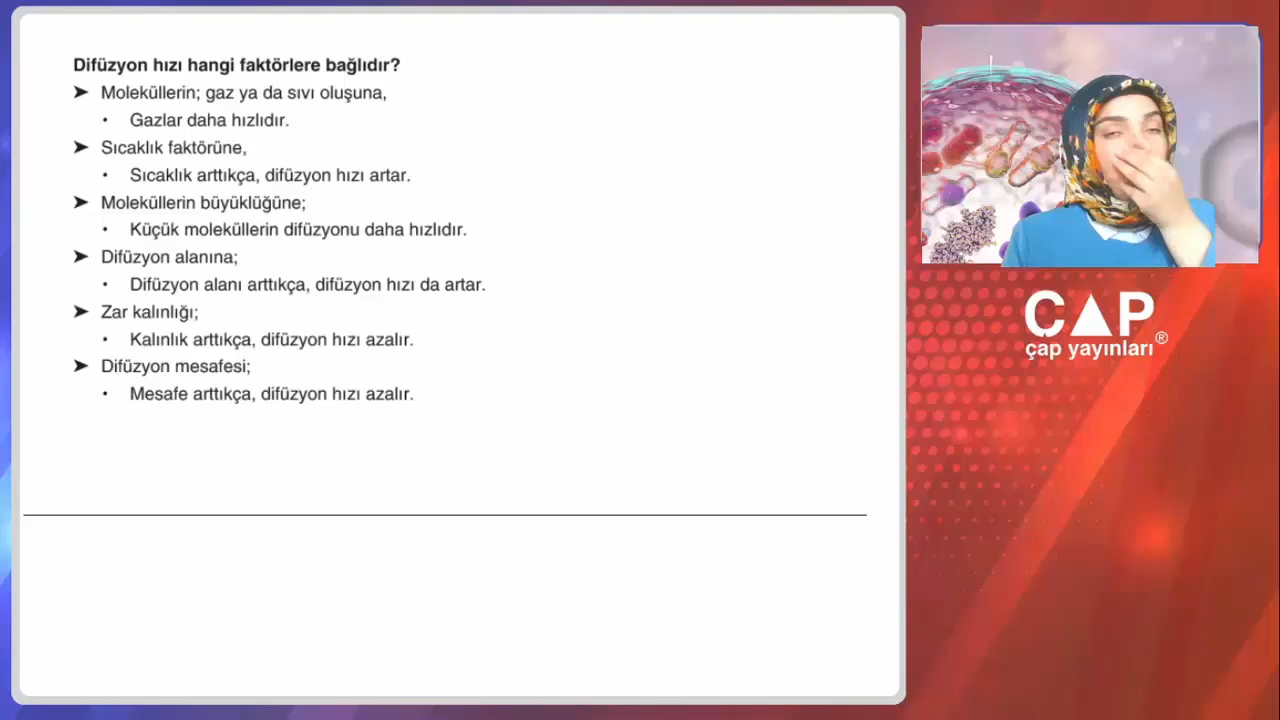 Difüzyon hızı hangi faktörlere bağlıdır?
➤ Moleküllerin; gaz ya da sıvı oluşuna,
• Gazlar daha hızlıdır.
➤ Sıcaklık faktörüne,
• Sıcaklık arttıkça, difüzyon hızı artar.
➤ Moleküllerin büyüklüğüne;
• Küçük moleküllerin difüzyonu daha hızlıdır.
➤ Difüzyon alanına;
• Difüzyon alanı arttıkça, difüzyon hızı da artar.
➤ Zar kalınlığı;
• Kalınlık arttıkça, difüzyon hızı azalır.
➤ Difüzyon mesafesi;
• Mesafe arttıkça, difüzyon hızı azalır.
ÇAP
çap yayınları®